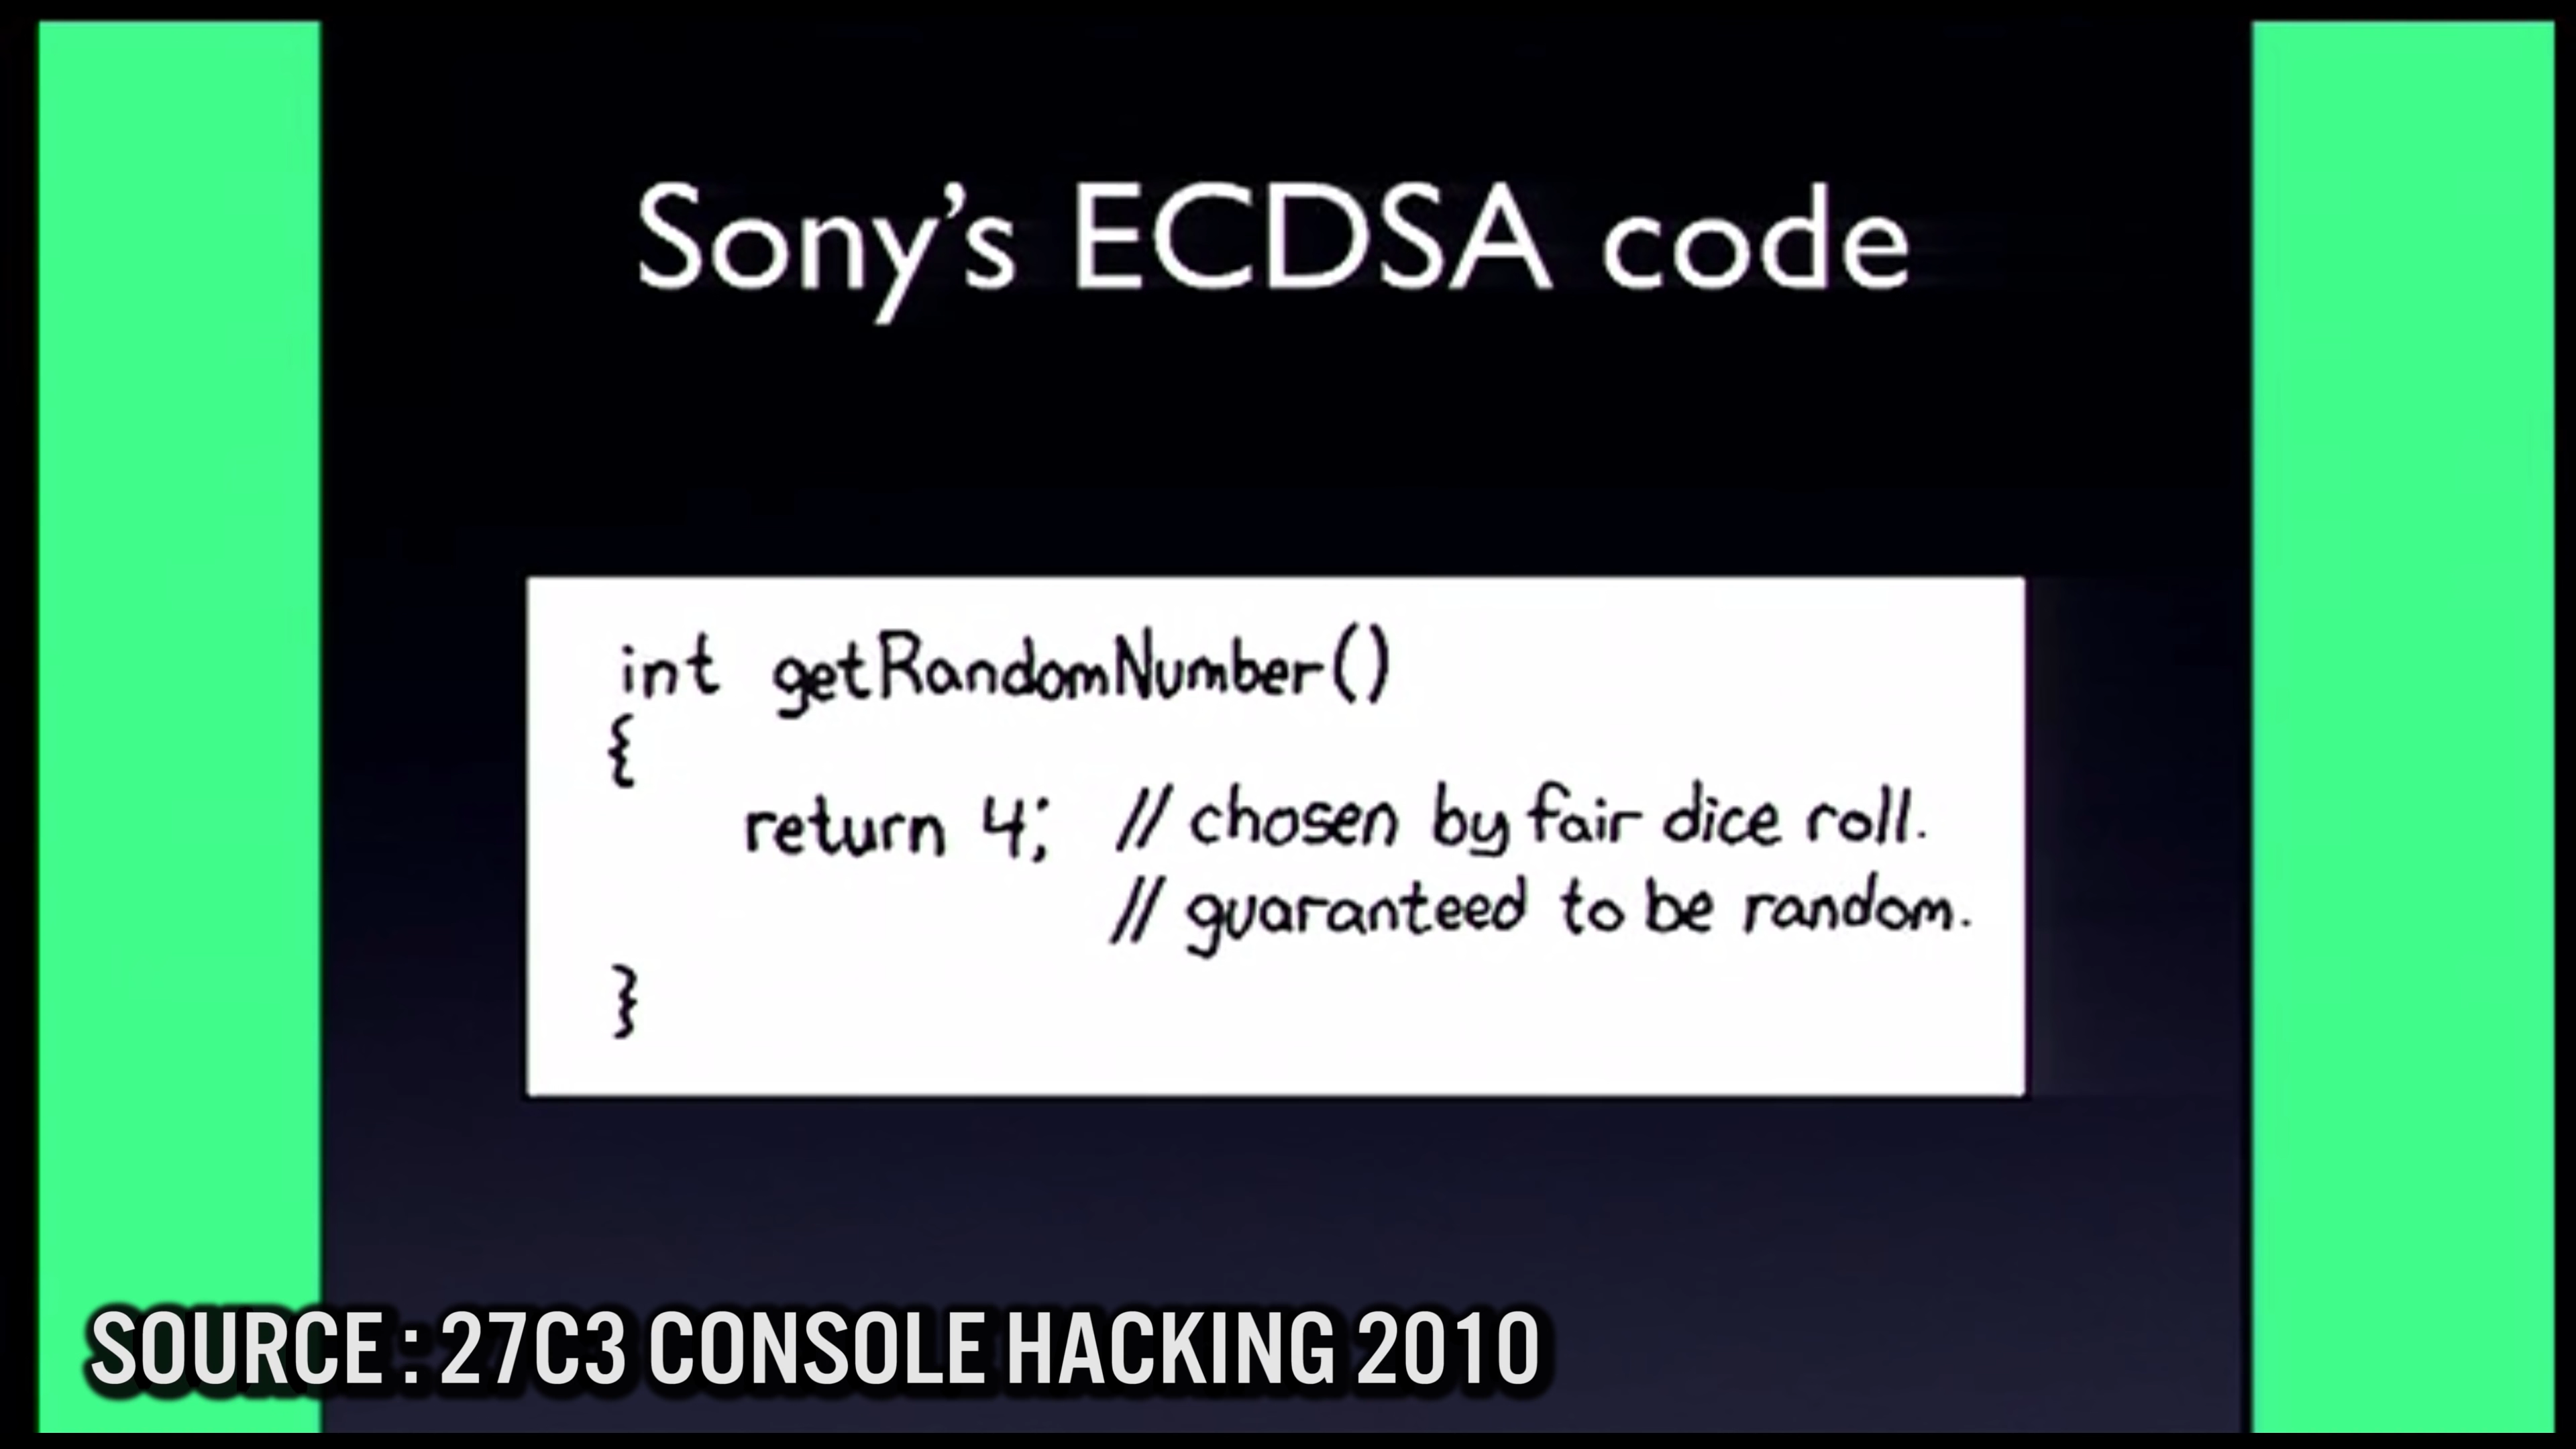 Sony's ECDSA code
int getRandomNumber()
{
return 4; // chosen by fair dice roll.
// guaranteed to be random.
}
SOURCE : 27C3 CONSOLE HACKING 2010